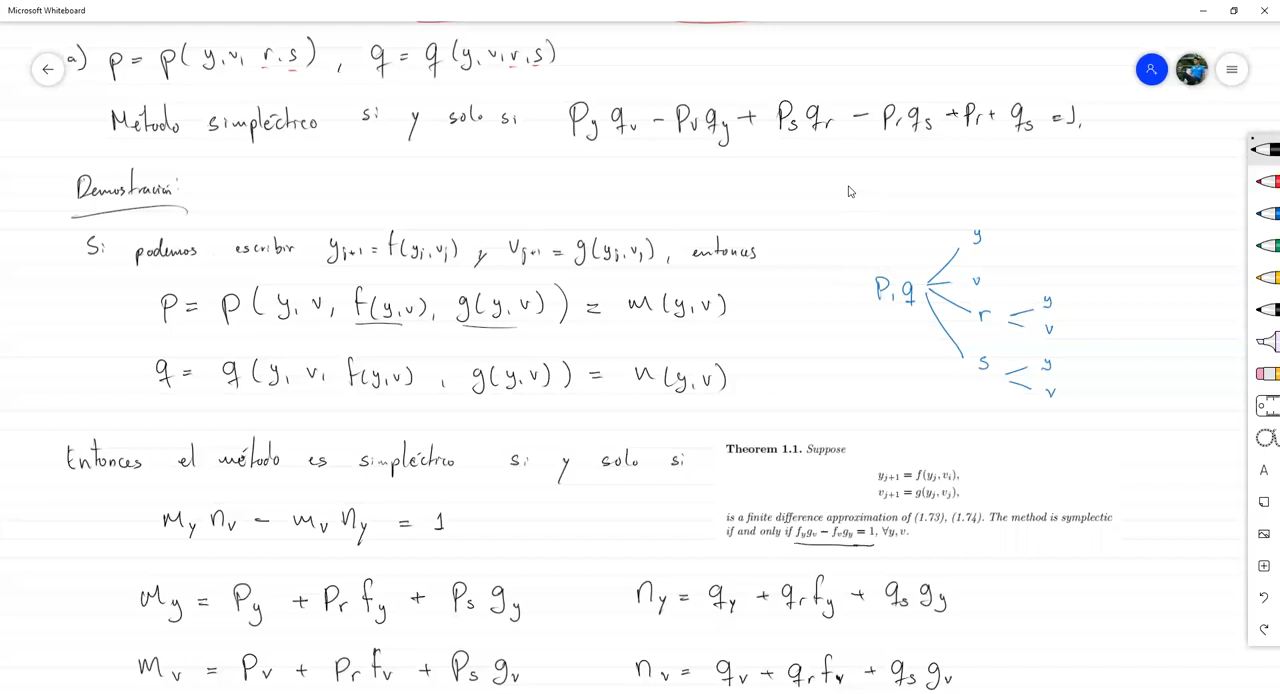 Microsoft Whiteboard
a) p = p(y,v,r,s) , q = q(y,v,r,s)
Método simpléctico si y solo si p_y q_v - p_v q_y + p_s q_r - p_r q_s + p_r + q_s = 1.
Demostración:
Si podemos escribir y_{j+1} = f(y_j,v_j) y v_{j+1} = g(y_j,v_j), entonces
p = p(y, v, f(y,v), g(y,v)) = m(y,v)
q = q(y, v, f(y,v), g(y,v)) = n(y,v)
p,q
y
v
r
y
v
s
y
v
Entonces el método es simpléctico si y solo si
m_y n_v - m_v n_y = 1
Theorem 1.1. Suppose
y_{j+1} = f(y_j, v_i),
v_{j+1} = g(y_j, v_j),
is a finite difference approximation of (1.73), (1.74). The method is symplectic
if and only if f_y g_v − f_v g_y = 1, ∀y, v.
m_y = p_y + p_r f_y + p_s g_y
n_y = q_y + q_r f_y + q_s g_y
m_v = p_v + p_r f_v + p_s g_v
n_v = q_v + q_r f_v + q_s g_v
A